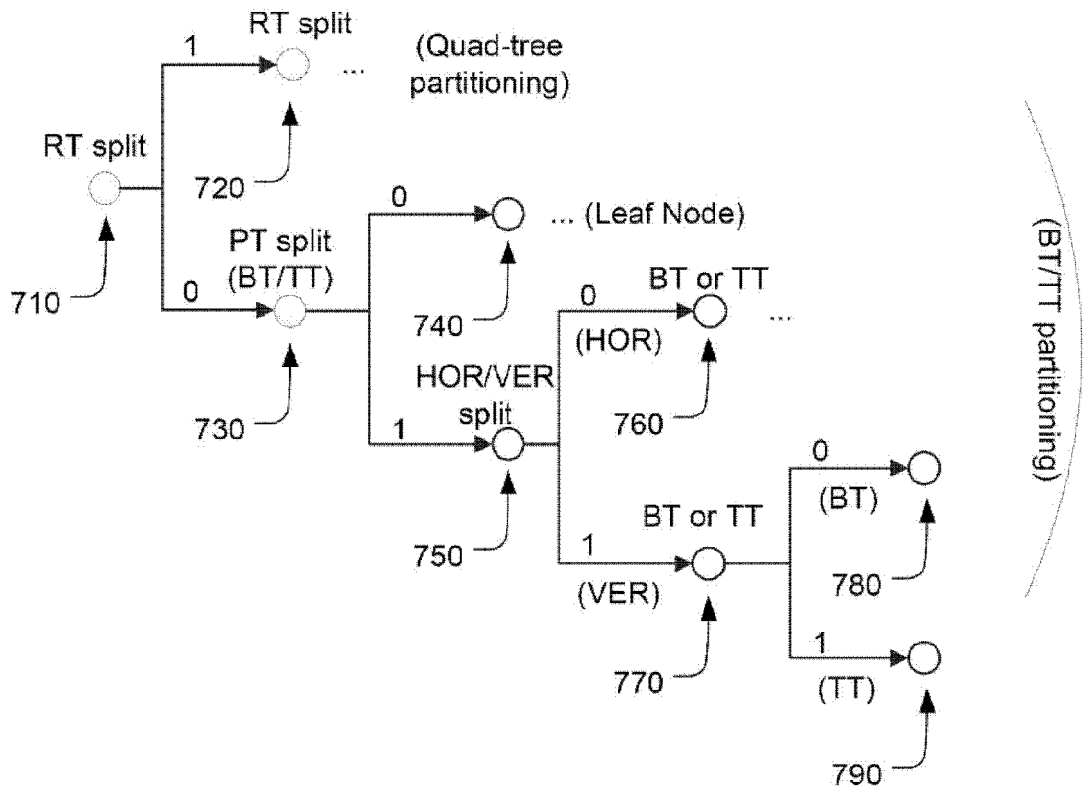 RT split
1
... (Quad-tree
partitioning)
RT split
720
0
... (Leaf Node)
PT split
(BT/TT)
710
0
BT or TT
0
740
(HOR)
...
HOR/VER
split
730
1
760
0
(BT)
BT or TT
750
1
(VER)
780
1
770
(TT)
790
(BT/TT partitioning)